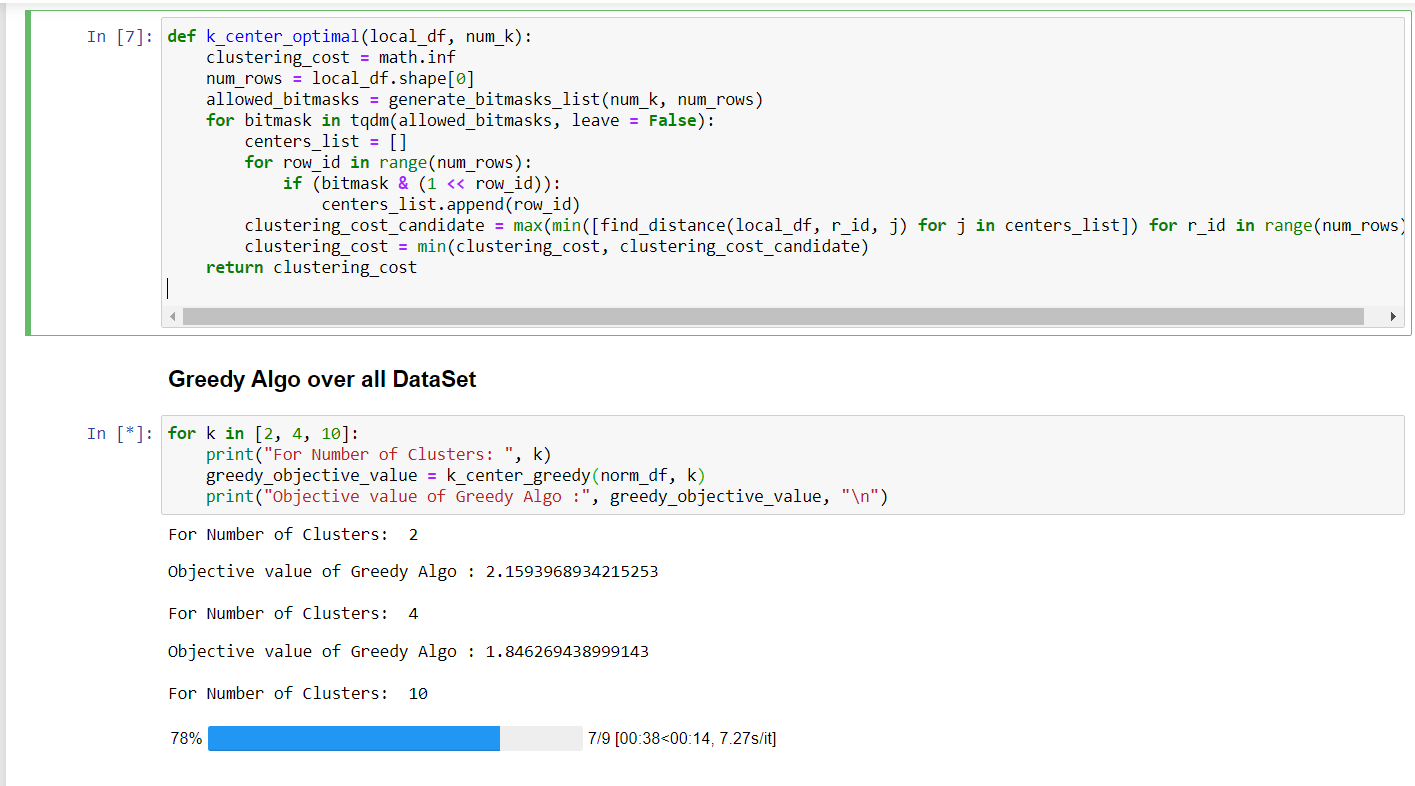 In [7]: def k_center_optimal(local_df, num_k):
    clustering_cost = math.inf
    num_rows = local_df.shape[0]
    allowed_bitmasks = generate_bitmasks_list(num_k, num_rows)
    for bitmask in tqdm(allowed_bitmasks, leave = False):
        centers_list = []
        for row_id in range(num_rows):
            if (bitmask & (1 << row_id)):
                centers_list.append(row_id)
        clustering_cost_candidate = max(min([find_distance(local_df, r_id, j) for j in centers_list]) for r_id in range(num_rows)
        clustering_cost = min(clustering_cost, clustering_cost_candidate)
    return clustering_cost
Greedy Algo over all DataSet
In [*]: for k in [2, 4, 10]:
    print("For Number of Clusters: ", k)
    greedy_objective_value = k_center_greedy(norm_df, k)
    print("Objective value of Greedy Algo :", greedy_objective_value, "\n")
For Number of Clusters:  2
Objective value of Greedy Algo : 2.1593968934215253
For Number of Clusters:  4
Objective value of Greedy Algo : 1.846269438999143
For Number of Clusters:  10
78% 7/9 [00:38<00:14, 7.27s/it]